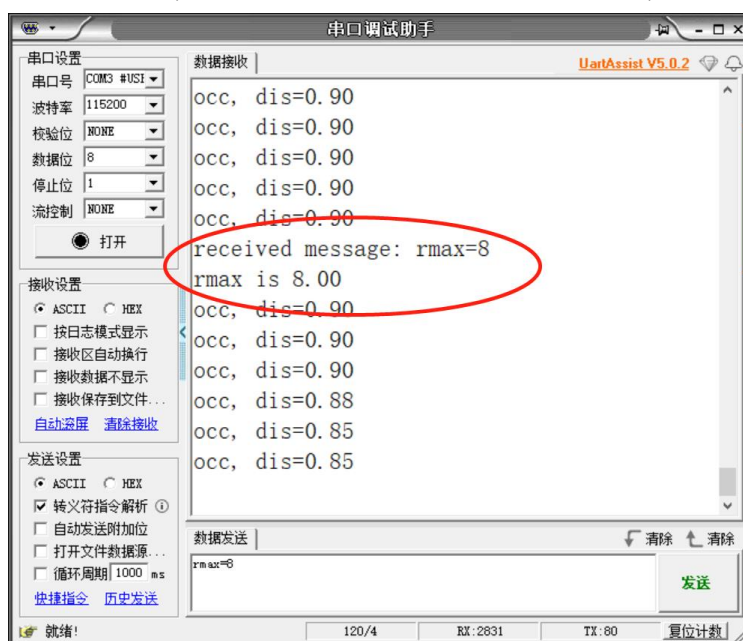 串口调试助手
串口设置
串口号 COM3 #USI
波特率 115200
校验位 NONE
数据位 8
停止位 1
流控制 NONE
打开
接收设置
ASCII HEX
按日志模式显示
接收区自动换行
接收数据不显示
接收保存到文件...
自动滚屏 清除接收
发送设置
ASCII HEX
转义符指令解析
自动发送附加位
打开文件数据源...
循环周期 1000 ms
快捷指令 历史发送
数据接收 UartAssist V5.0.2
occ, dis=0.90
occ, dis=0.90
occ, dis=0.90
occ, dis=0.90
occ, dis=0.90
received message: rmax=8
rmax is 8.00
occ, dis=0.90
occ, dis=0.90
occ, dis=0.90
occ, dis=0.88
occ, dis=0.85
occ, dis=0.85
数据发送 清除 清除
rmax=8
发送
就绪! 120/4 RX:2831 TX:80 复位计数